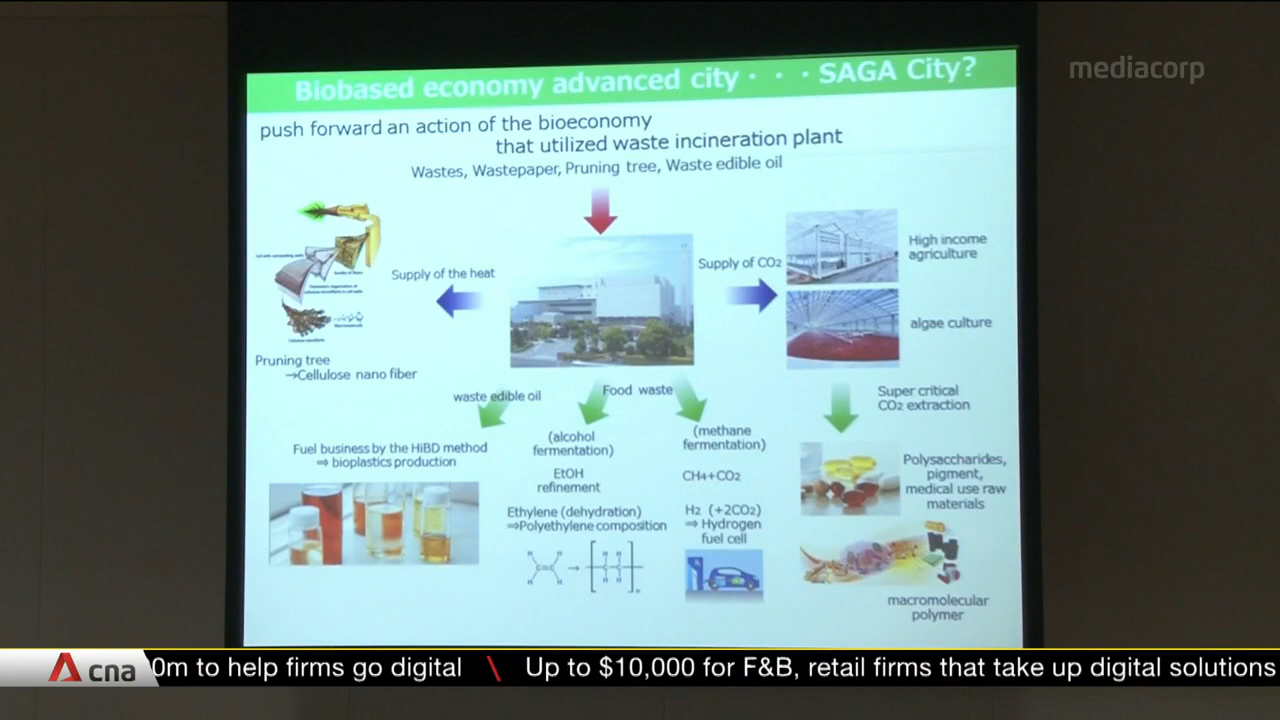 mediacorp
Biobased economy advanced city・・・SAGA City?
push forward an action of the bioeconomy
that utilized waste incineration plant
Wastes, Wastepaper, Pruning tree, Waste edible oil
Supply of the heat
Supply of CO2
High income
agriculture
algae culture
Pruning tree
→Cellulose nano fiber
waste edible oil
Food waste
Super critical
CO2 extraction
Fuel business by the HiBD method
⇒ bioplastics production
(alcohol
fermentation)
EtOH
refinement
Ethylene (dehydration)
⇒Polyethylene composition
H H
C=C
H H
H H
C C
H H
n
(methane
fermentation)
CH4+CO2
H2 (+2CO2)
⇒ Hydrogen
fuel cell
Polysaccharides,
pigment,
medical use raw
materials
macromolecular
polymer
cna
0m to help firms go digital \ Up to $10,000 for F&B, retail firms that take up digital solutions